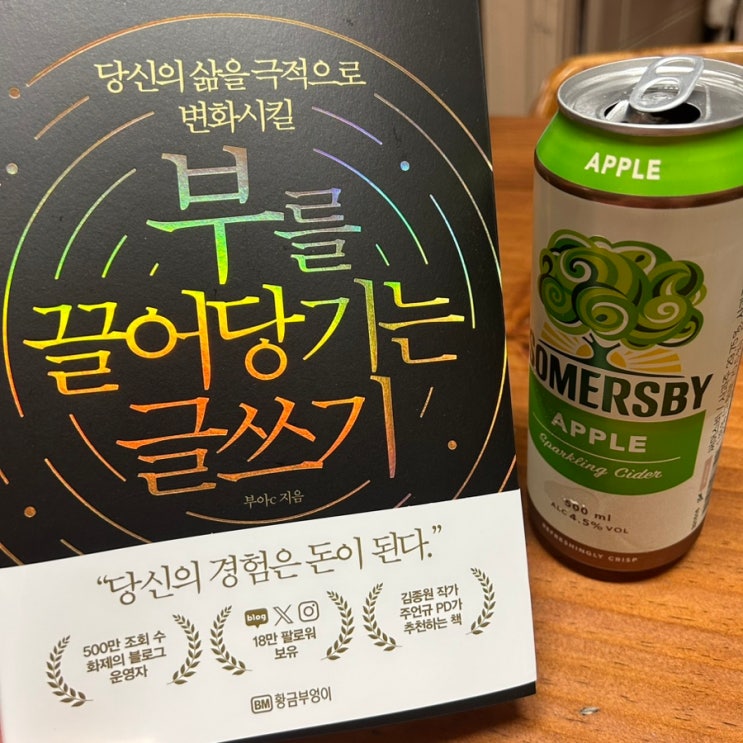 당신의 삶을 극적으로
변화시킬
부를
끌어당기는
글쓰기
부아c 지음
“당신의 경험은 돈이 된다.”
500만 조회 수
화제의 블로그
운영자
blog X
18만 팔로워
보유
김종원 작가
주언규 PD가
추천하는 책
BM 황금부엉이
APPLE
SOMERSBY
APPLE
Sparkling Cider
500 ml
ALC 4.5% VOL
REFRESHINGLY CRISP